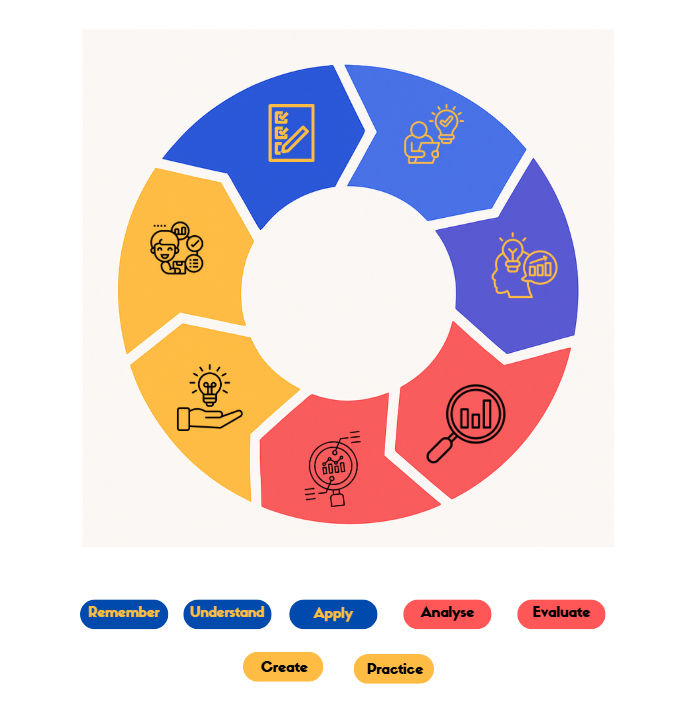 Remember Understand Apply Analyse Evaluate
Create Practice